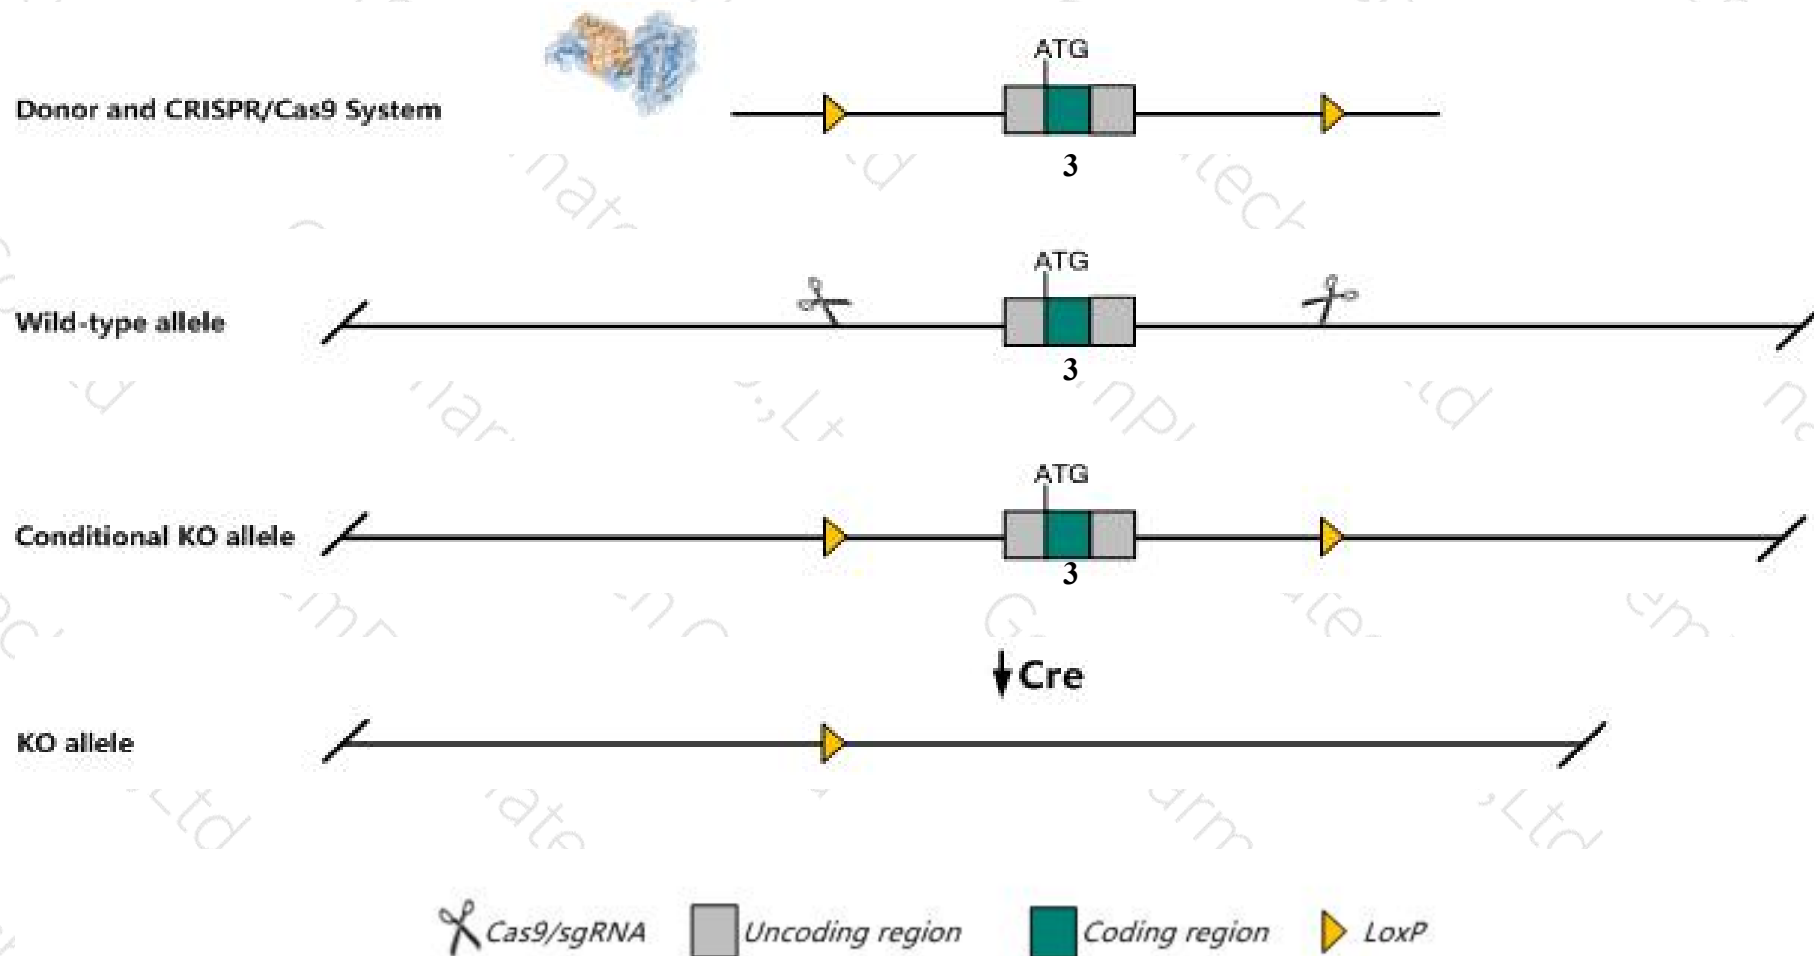 ATG
Donor and CRISPR/Cas9 System
3
ATG
Wild-type allele
3
ATG
Conditional KO allele
3
Cre
KO allele
Cas9/sgRNA
Uncoding region
Coding region
LoxP